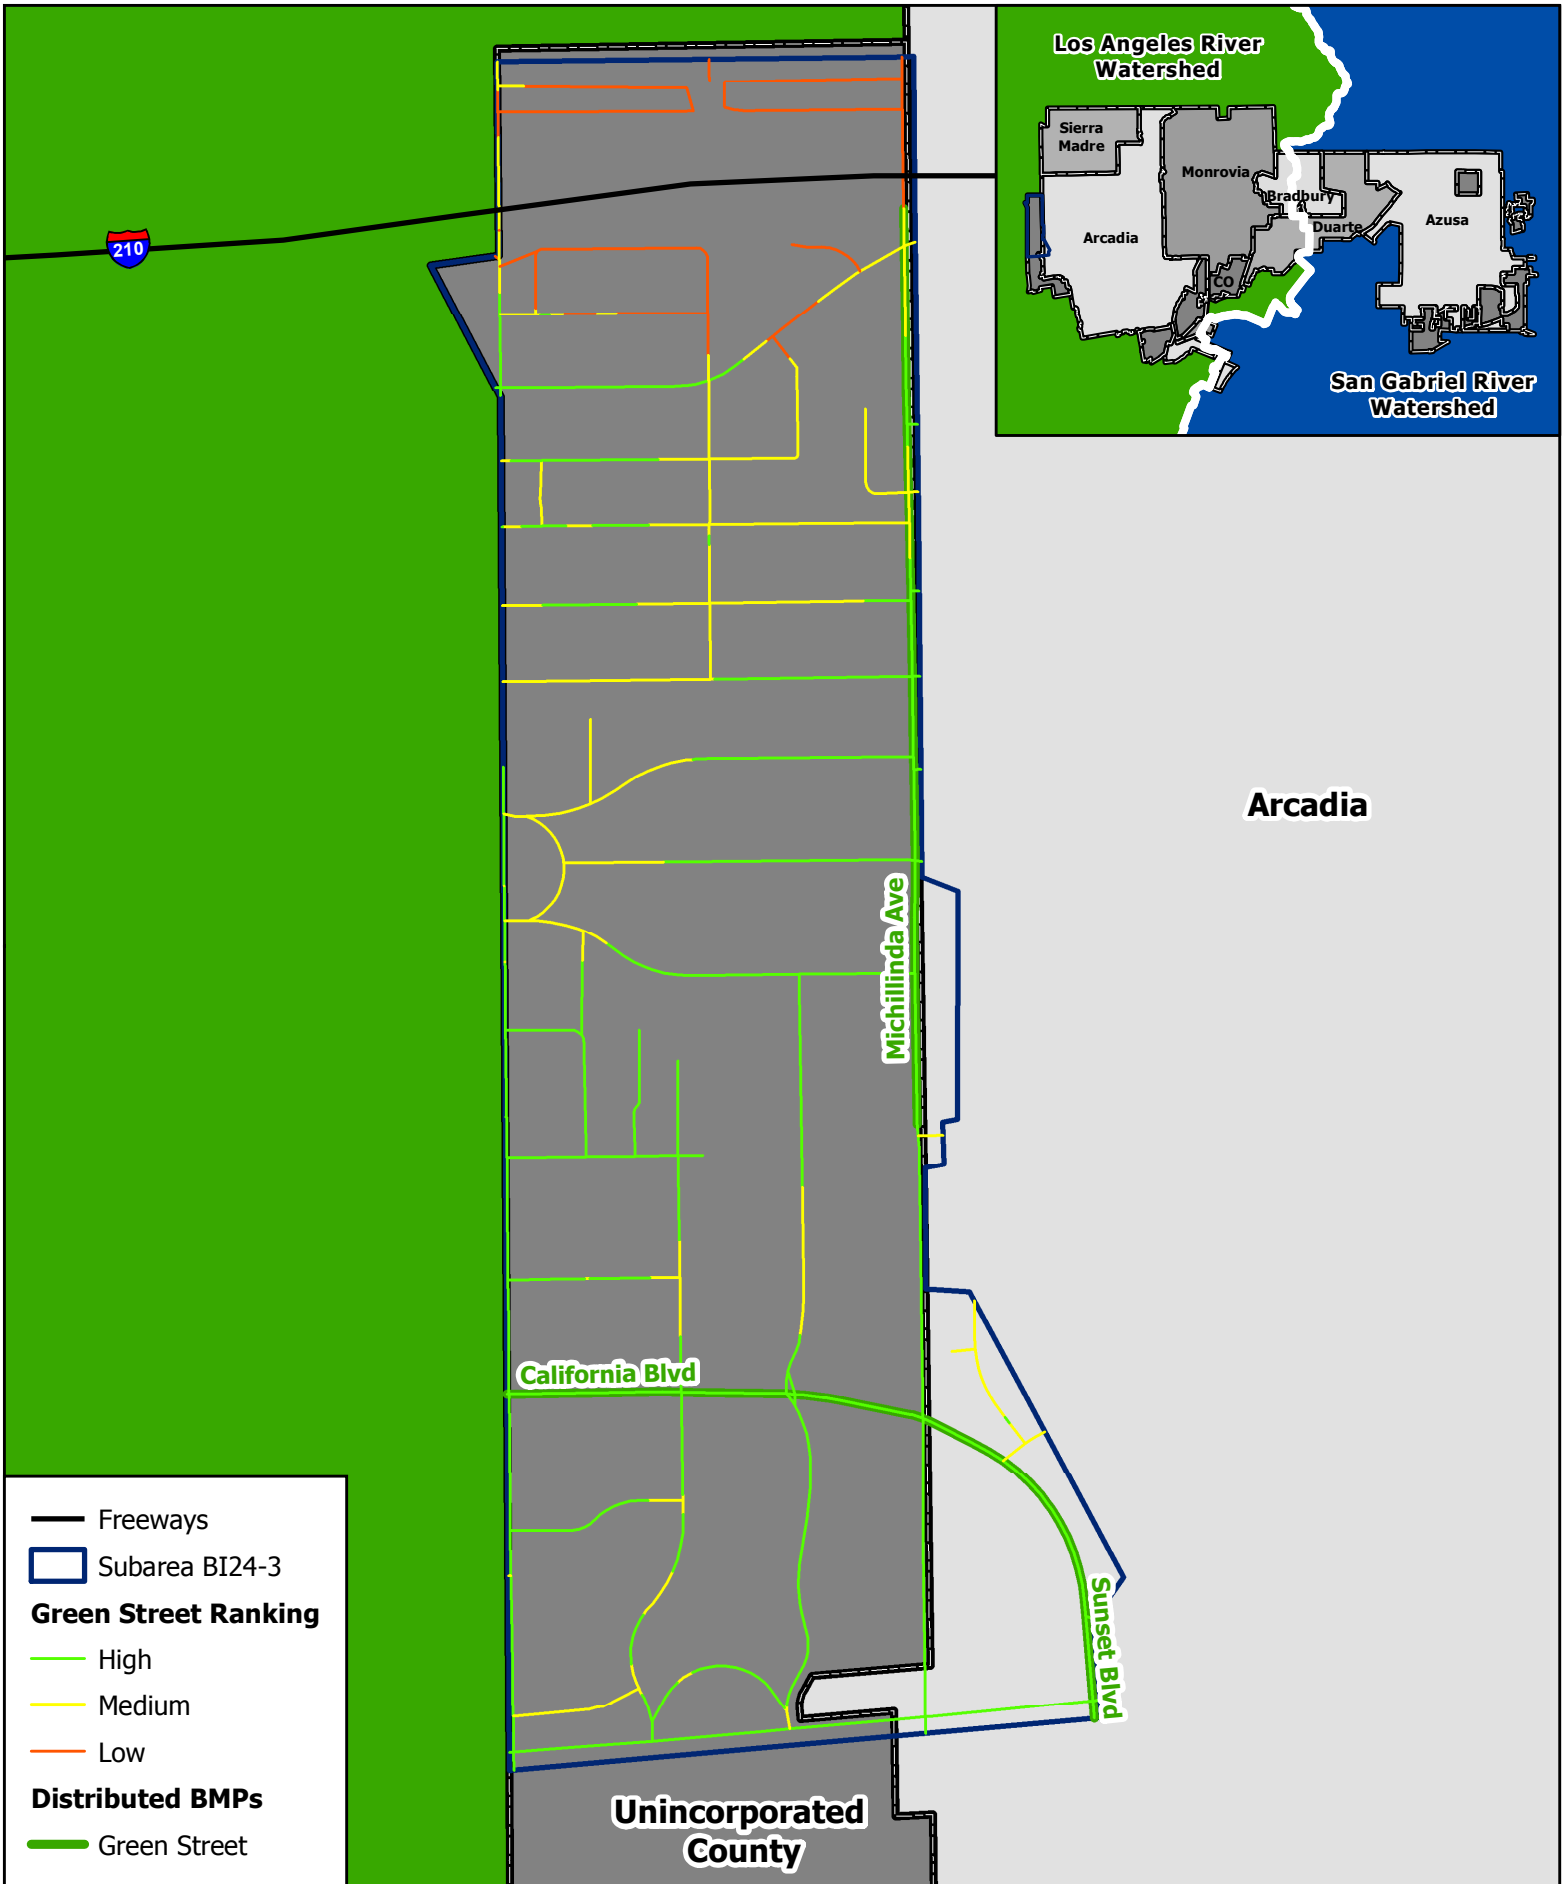 Los Angeles River
Watershed
Sierra
Madre
Monrovia
Bradbury
Duarte
Azusa
Arcadia
CO
San Gabriel River
Watershed
210
Arcadia
Michillinda Ave
California Blvd
Sunset Blvd
Freeways
Subarea BI24-3
Green Street Ranking
High
Medium
Low
Distributed BMPs
Green Street
Unincorporated
County